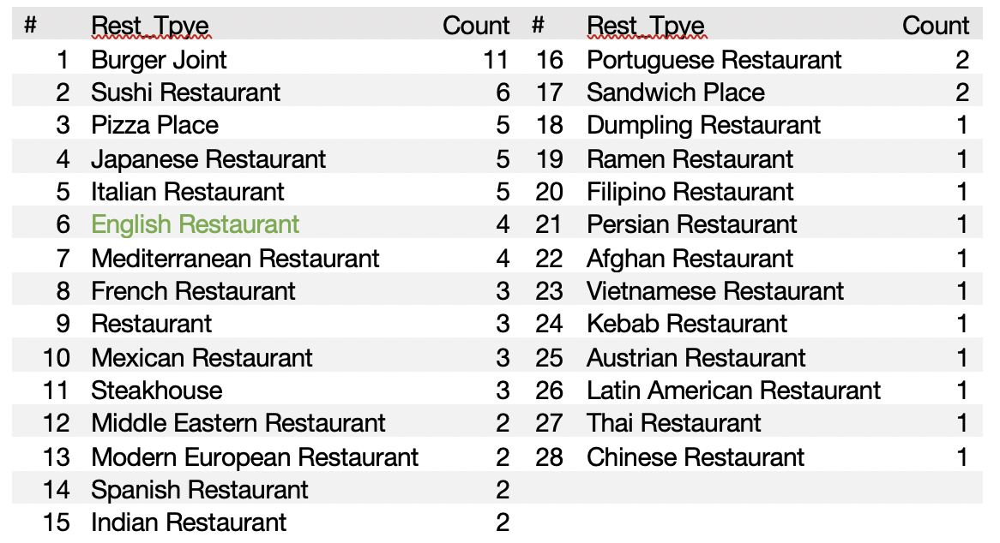 # Rest_Tpye Count # Rest_Tpye Count
1 Burger Joint 11 16 Portuguese Restaurant 2
2 Sushi Restaurant 6 17 Sandwich Place 2
3 Pizza Place 5 18 Dumpling Restaurant 1
4 Japanese Restaurant 5 19 Ramen Restaurant 1
5 Italian Restaurant 5 20 Filipino Restaurant 1
6 English Restaurant 4 21 Persian Restaurant 1
7 Mediterranean Restaurant 4 22 Afghan Restaurant 1
8 French Restaurant 3 23 Vietnamese Restaurant 1
9 Restaurant 3 24 Kebab Restaurant 1
10 Mexican Restaurant 3 25 Austrian Restaurant 1
11 Steakhouse 3 26 Latin American Restaurant 1
12 Middle Eastern Restaurant 2 27 Thai Restaurant 1
13 Modern European Restaurant 2 28 Chinese Restaurant 1
14 Spanish Restaurant 2
15 Indian Restaurant 2